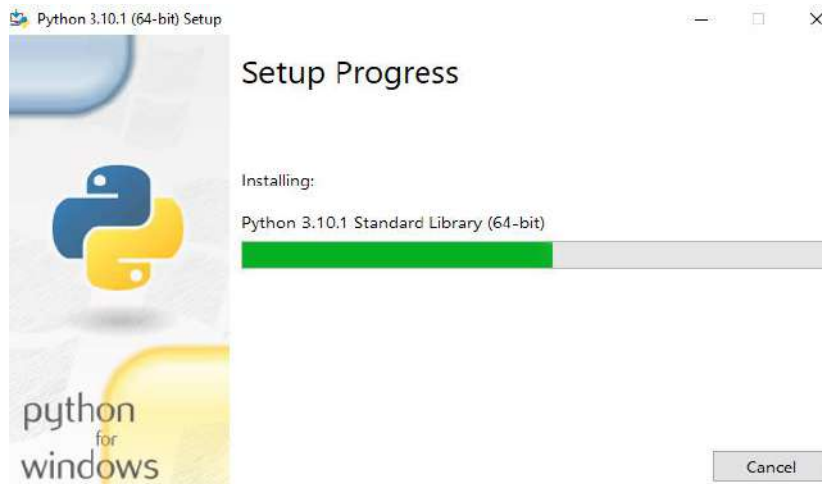 Python 3.10.1 (64-bit) Setup
Setup Progress
Installing:
Python 3.10.1 Standard Library (64-bit)
python
for
windows
Cancel